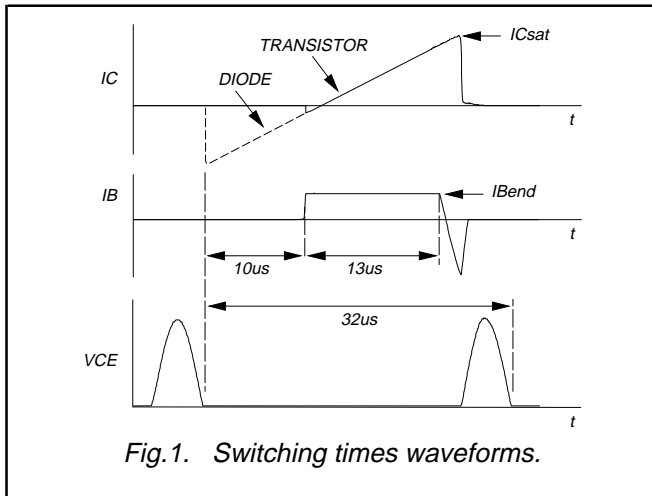 ICsat
TRANSISTOR
IC
DIODE
t
IB
IBend
t
10us
13us
32us
VCE
t
Fig.1. Switching times waveforms.